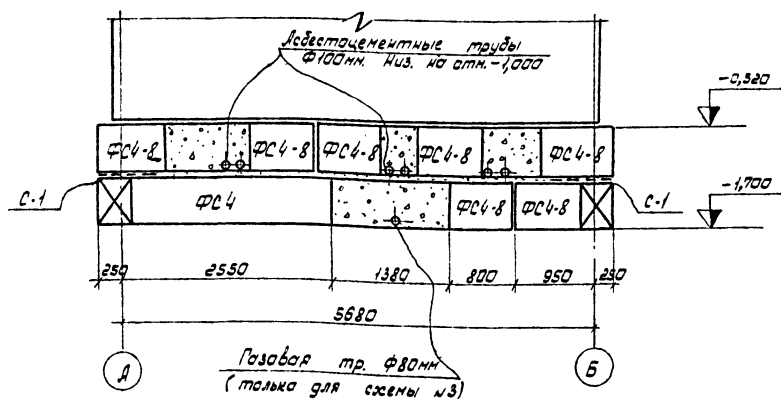 Асбестоцементные трубы
Ф100мм. Низ. на отм.-1,000
-0,520
ФС4-8 ФС4-8 ФС4-8 ФС4-8 ФС4-8
С-1 ФС4 ФС4-8 ФС4-8 С-1
-1,700
250 2550 1380 800 950 250
5680
А Б
Газовая тр. Ф80мм
(только для схемы №3)